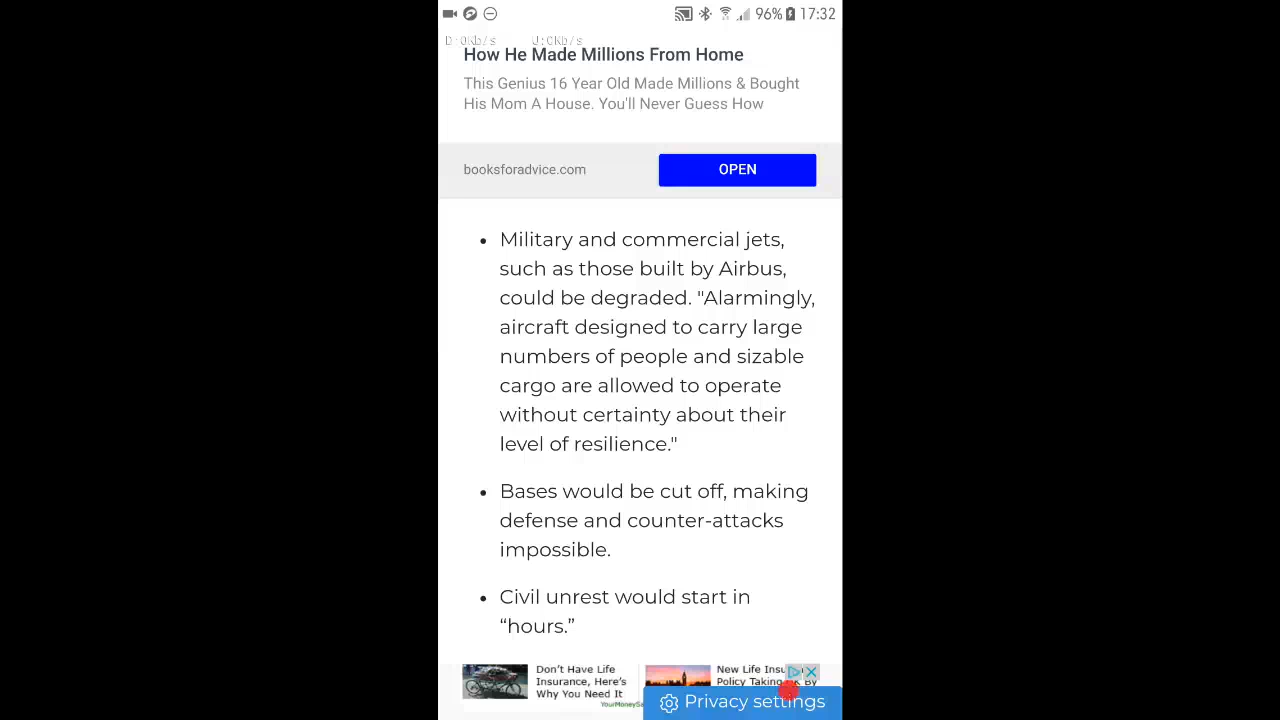 96% 17:32
D:0Kb/s U:0Kb/s
How He Made Millions From Home
This Genius 16 Year Old Made Millions & Bought
His Mom A House. You'll Never Guess How
booksforadvice.com
OPEN
• Military and commercial jets,
such as those built by Airbus,
could be degraded. "Alarmingly,
aircraft designed to carry large
numbers of people and sizable
cargo are allowed to operate
without certainty about their
level of resilience."
• Bases would be cut off, making
defense and counter-attacks
impossible.
• Civil unrest would start in
“hours.”
Don't Have Life
Insurance, Here's
Why You Need It
New Life
Policy Taking By
Privacy settings